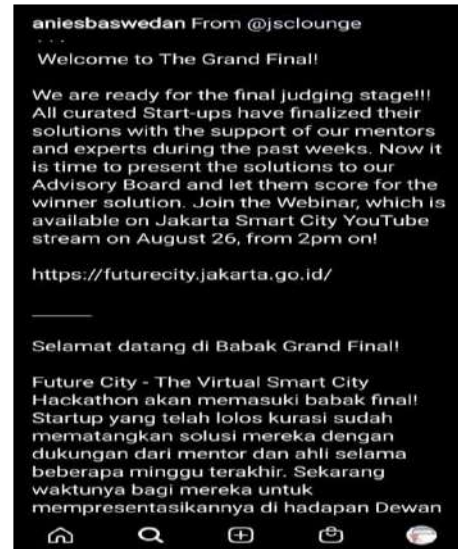 aniesbaswedan From @jsclounge
. . .
Welcome to The Grand Final!
We are ready for the final judging stage!!!
All curated Start-ups have finalized their
solutions with the support of our mentors
and experts during the past weeks. Now it
is time to present the solutions to our
Advisory Board and let them score for the
winner solution. Join the Webinar, which is
available on Jakarta Smart City YouTube
stream on August 26, from 2pm on!
https://futurecity.jakarta.go.id/
______
Selamat datang di Babak Grand Final!
Future City - The Virtual Smart City
Hackathon akan memasuki babak final!
Startup yang telah lolos kurasi sudah
mematangkan solusi mereka dengan
dukungan dari mentor dan ahli selama
beberapa minggu terakhir. Sekarang
waktunya bagi mereka untuk
mempresentasikannya di hadapan Dewan